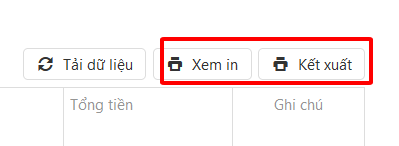 Tải dữ liệu Xem in Kết xuất
Tổng tiền Ghi chú